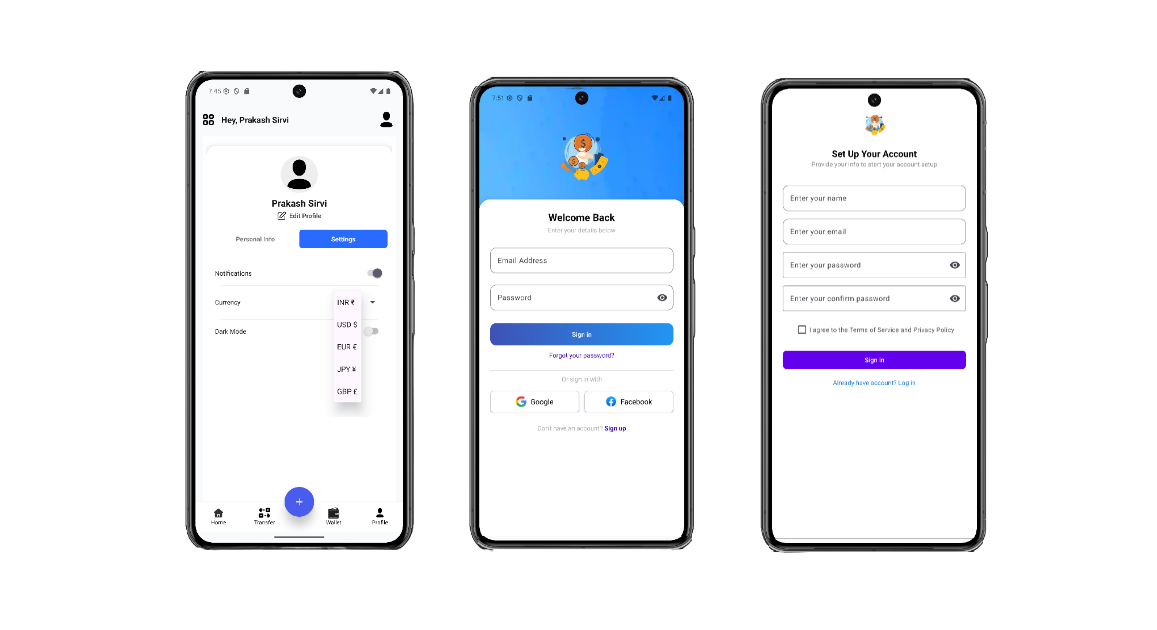 7:45
Hey, Prakash Sirvi
Prakash Sirvi
Edit Profile
Personal Info
Settings
Notifications
Currency
INR ₹
USD $
EUR €
JPY ¥
GBP £
Dark Mode
Home
Transfer
+
Wallet
Profile
7:51
$
Welcome Back
Enter your details below
Email Address
Password
Sign in
Forgot your password?
Or sign in with
Google
Facebook
Dont have an account? Sign up
Set Up Your Account
Provide your info to start your account setup
Enter your name
Enter your email
Enter your password
Enter your confirm password
I agree to the Terms of Service and Privacy Policy
Sign in
Already have account? Log in